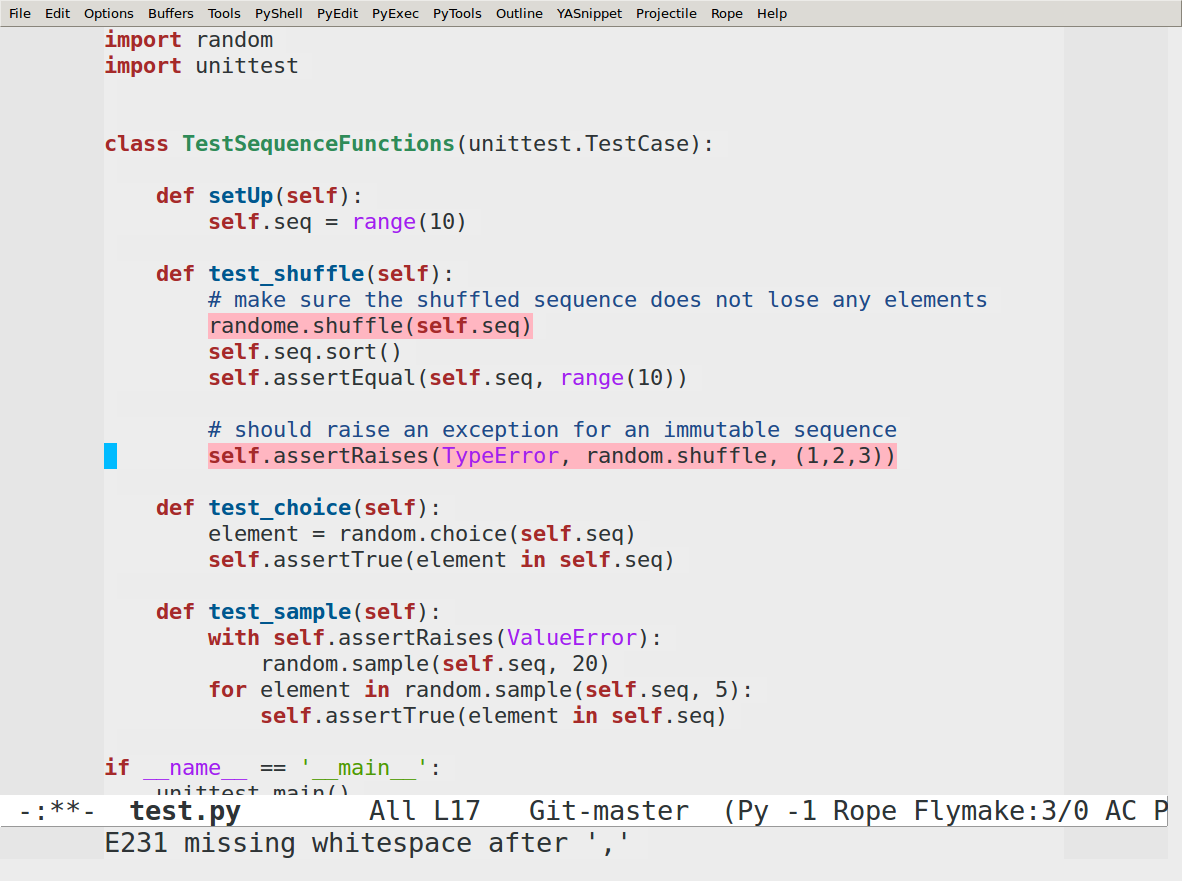 File Edit Options Buffers Tools PyShell PyEdit PyExec PyTools Outline YASnippet Projectile Rope Help
import random
import unittest
class TestSequenceFunctions(unittest.TestCase):
def setUp(self):
self.seq = range(10)
def test_shuffle(self):
# make sure the shuffled sequence does not lose any elements
randome.shuffle(self.seq)
self.seq.sort()
self.assertEqual(self.seq, range(10))
# should raise an exception for an immutable sequence
self.assertRaises(TypeError, random.shuffle, (1,2,3))
def test_choice(self):
element = random.choice(self.seq)
self.assertTrue(element in self.seq)
def test_sample(self):
with self.assertRaises(ValueError):
random.sample(self.seq, 20)
for element in random.sample(self.seq, 5):
self.assertTrue(element in self.seq)
if __name__ == '__main__':
unittest.main()
-:**- test.py All L17 Git-master (Py -1 Rope Flymake:3/0 AC P
E231 missing whitespace after ','